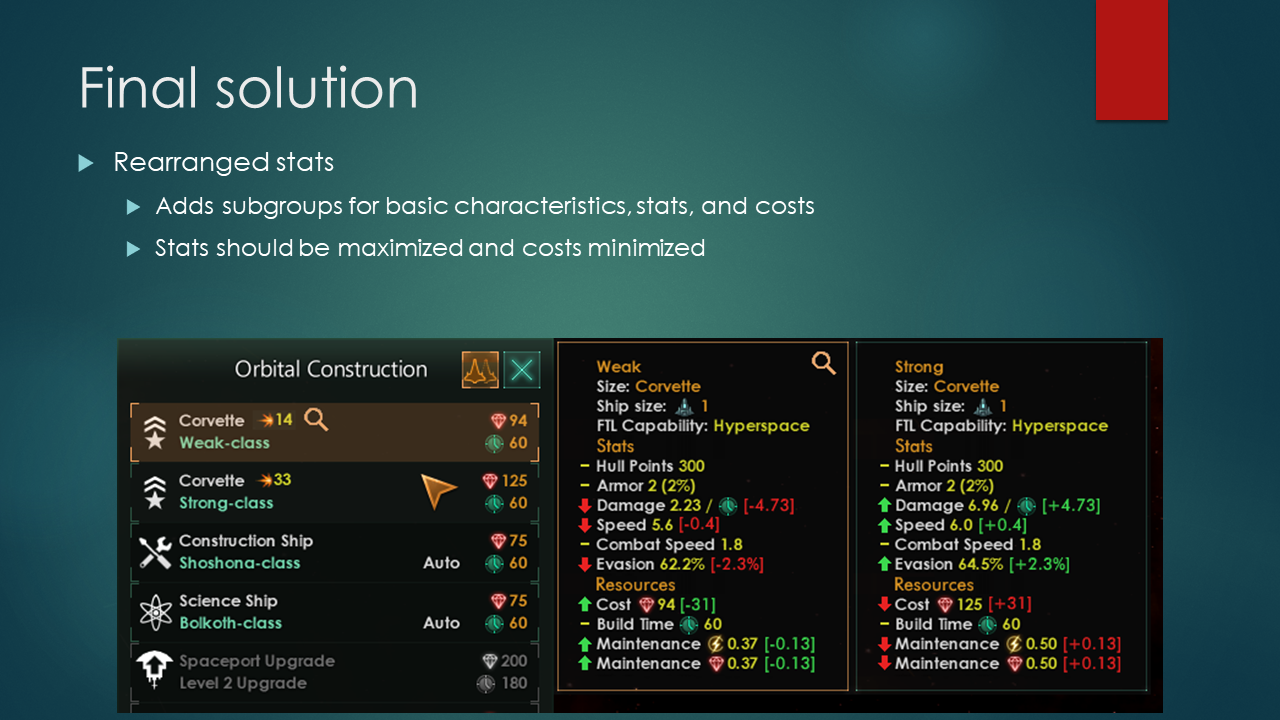 Final solution
Rearranged stats
Adds subgroups for basic characteristics, stats, and costs
Stats should be maximized and costs minimized
Orbital Construction
Corvette 14 94
Weak-class 60
Corvette 33 125
Strong-class 60
Construction Ship 75
Shoshona-class Auto 60
Science Ship 75
Bolkoth-class Auto 60
Spaceport Upgrade 200
Level 2 Upgrade 180
Weak
Size: Corvette
Ship size: 1
FTL Capability: Hyperspace
Stats
Hull Points 300
Armor 2 (2%)
Damage 2.23 / [-4.73]
Speed 5.6 [-0.4]
Combat Speed 1.8
Evasion 62.2% [-2.3%]
Resources
Cost 94 [-31]
Build Time 60
Maintenance 0.37 [-0.13]
Maintenance 0.37 [-0.13]
Strong
Size: Corvette
Ship size: 1
FTL Capability: Hyperspace
Stats
Hull Points 300
Armor 2 (2%)
Damage 6.96 / [+4.73]
Speed 6.0 [+0.4]
Combat Speed 1.8
Evasion 64.5% [+2.3%]
Resources
Cost 125 [+31]
Build Time 60
Maintenance 0.50 [+0.13]
Maintenance 0.50 [+0.13]